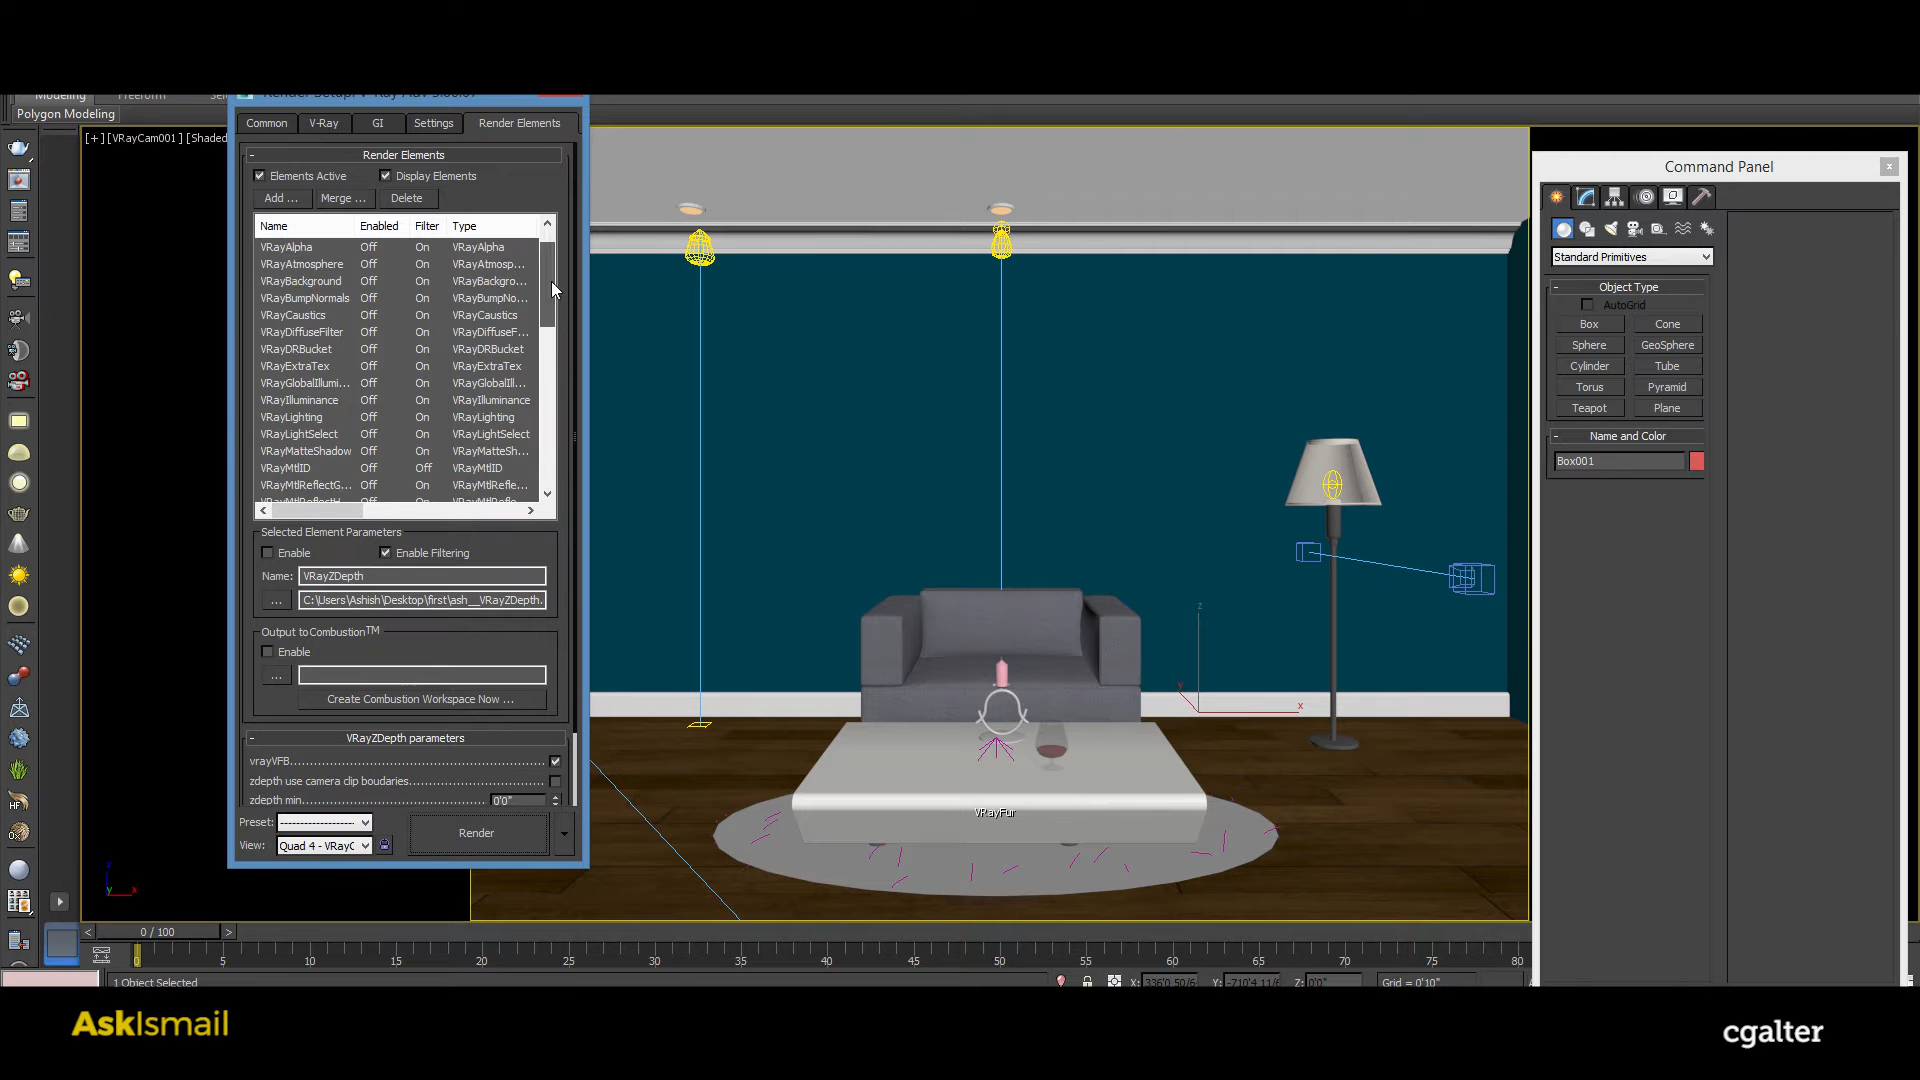 Polygon Modeling
[+] [VRayCam001] [Shaded
Common V-Ray GI Settings Render Elements
- Render Elements
Elements Active Display Elements
Add ... Merge ... Delete
Name Enabled Filter Type
VRayAlpha Off On VRayAlpha
VRayAtmosphere Off On VRayAtmosp...
VRayBackground Off On VRayBackgro...
VRayBumpNormals Off On VRayBumpNo...
VRayCaustics Off On VRayCaustics
VRayDiffuseFilter Off On VRayDiffuseF...
VRayDRBucket Off On VRayDRBucket
VRayExtraTex Off On VRayExtraTex
VRayGlobalIllumi... Off On VRayGlobalIll...
VRayIlluminance Off On VRayIlluminance
VRayLighting Off On VRayLighting
VRayLightSelect Off On VRayLightSelect
VRayMatteShadow Off On VRayMatteSh...
VRayMtlID Off Off VRayMtlID
VRayMtlReflectG... Off On VRayMtlRefle...
Selected Element Parameters
Enable Enable Filtering
Name: VRayZDepth
... C:\Users\Ashish\Desktop\first\ash__VRayZDepth.
Output to Combustion™
Enable
...
Create Combustion Workspace Now ...
- VRayZDepth parameters
vrayVFB
zdepth use camera clip boudaries
zdepth min 0'0"
Preset: --------------------
Render
View: Quad 4 - VRayC
VRayFur
z
y
x
Command Panel
Standard Primitives
- Object Type
AutoGrid
Box Cone
Sphere GeoSphere
Cylinder Tube
Torus Pyramid
Teapot Plane
- Name and Color
Box001
HF
z
y x
< 0 / 100 >
0 5 10 15 20 25 30 35 40 45 50 55 60 65 70 75 80
1 Object Selected X: Y: Z: 0'0" Grid = 0'10"
AskIsmail
cgalter